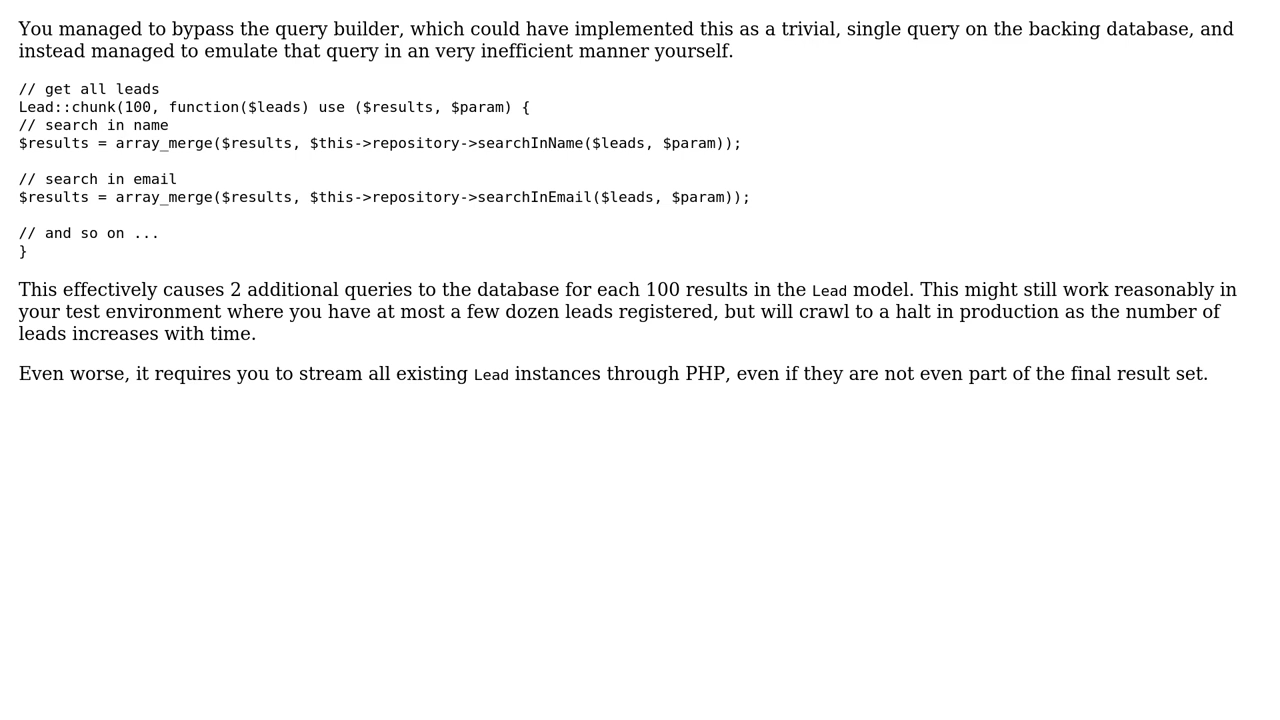 You managed to bypass the query builder, which could have implemented this as a trivial, single query on the backing database, and
instead managed to emulate that query in an very inefficient manner yourself.
// get all leads
Lead::chunk(100, function($leads) use ($results, $param) {
// search in name
$results = array_merge($results, $this->repository->searchInName($leads, $param));
// search in email
$results = array_merge($results, $this->repository->searchInEmail($leads, $param));
// and so on ...
}
This effectively causes 2 additional queries to the database for each 100 results in the Lead model. This might still work reasonably in
your test environment where you have at most a few dozen leads registered, but will crawl to a halt in production as the number of
leads increases with time.
Even worse, it requires you to stream all existing Lead instances through PHP, even if they are not even part of the final result set.